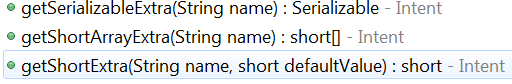 getSerializableExtra(String name) : Serializable - Intent
getShortArrayExtra(String name) : short[] - Intent
getShortExtra(String name, short defaultValue) : short - Intent